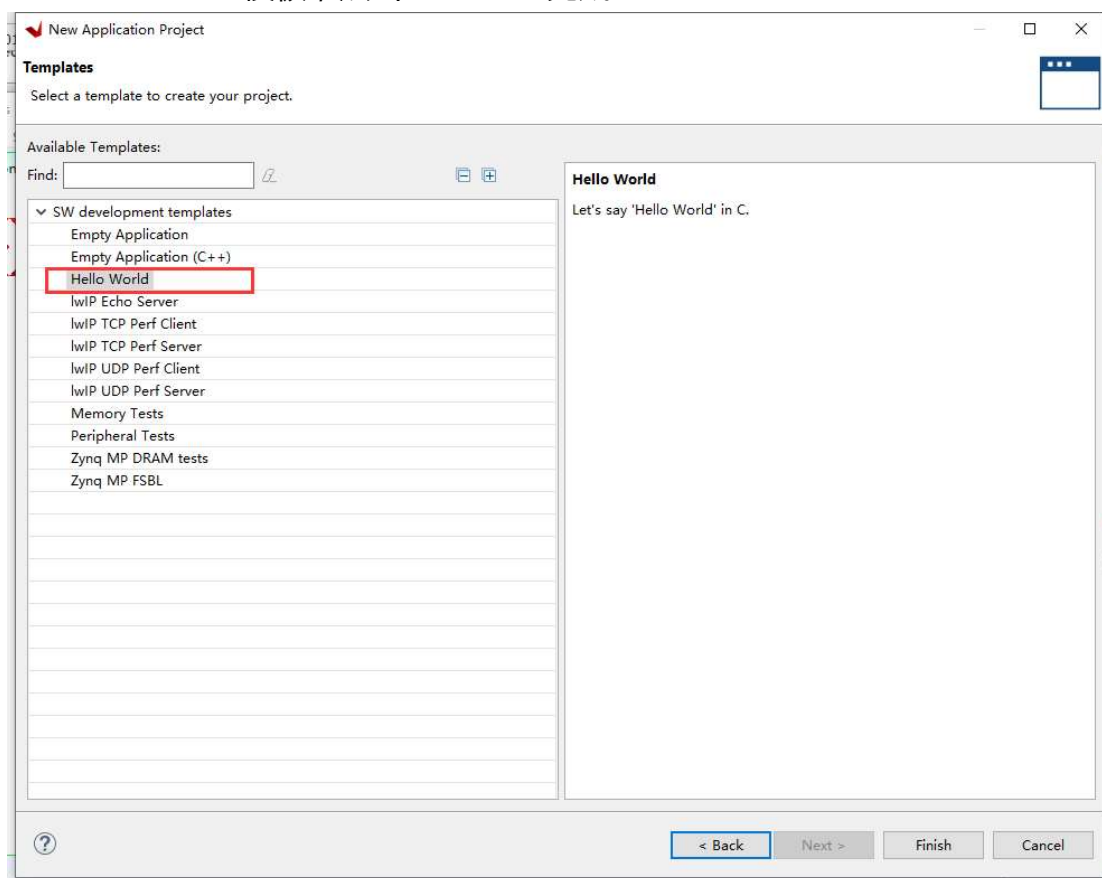 New Application Project
Templates
Select a template to create your project.
Available Templates:
Find:
SW development templates
Empty Application
Empty Application (C++)
Hello World
lwIP Echo Server
lwIP TCP Perf Client
lwIP TCP Perf Server
lwIP UDP Perf Client
lwIP UDP Perf Server
Memory Tests
Peripheral Tests
Zynq MP DRAM tests
Zynq MP FSBL
Hello World
Let's say 'Hello World' in C.
< Back
Next >
Finish
Cancel